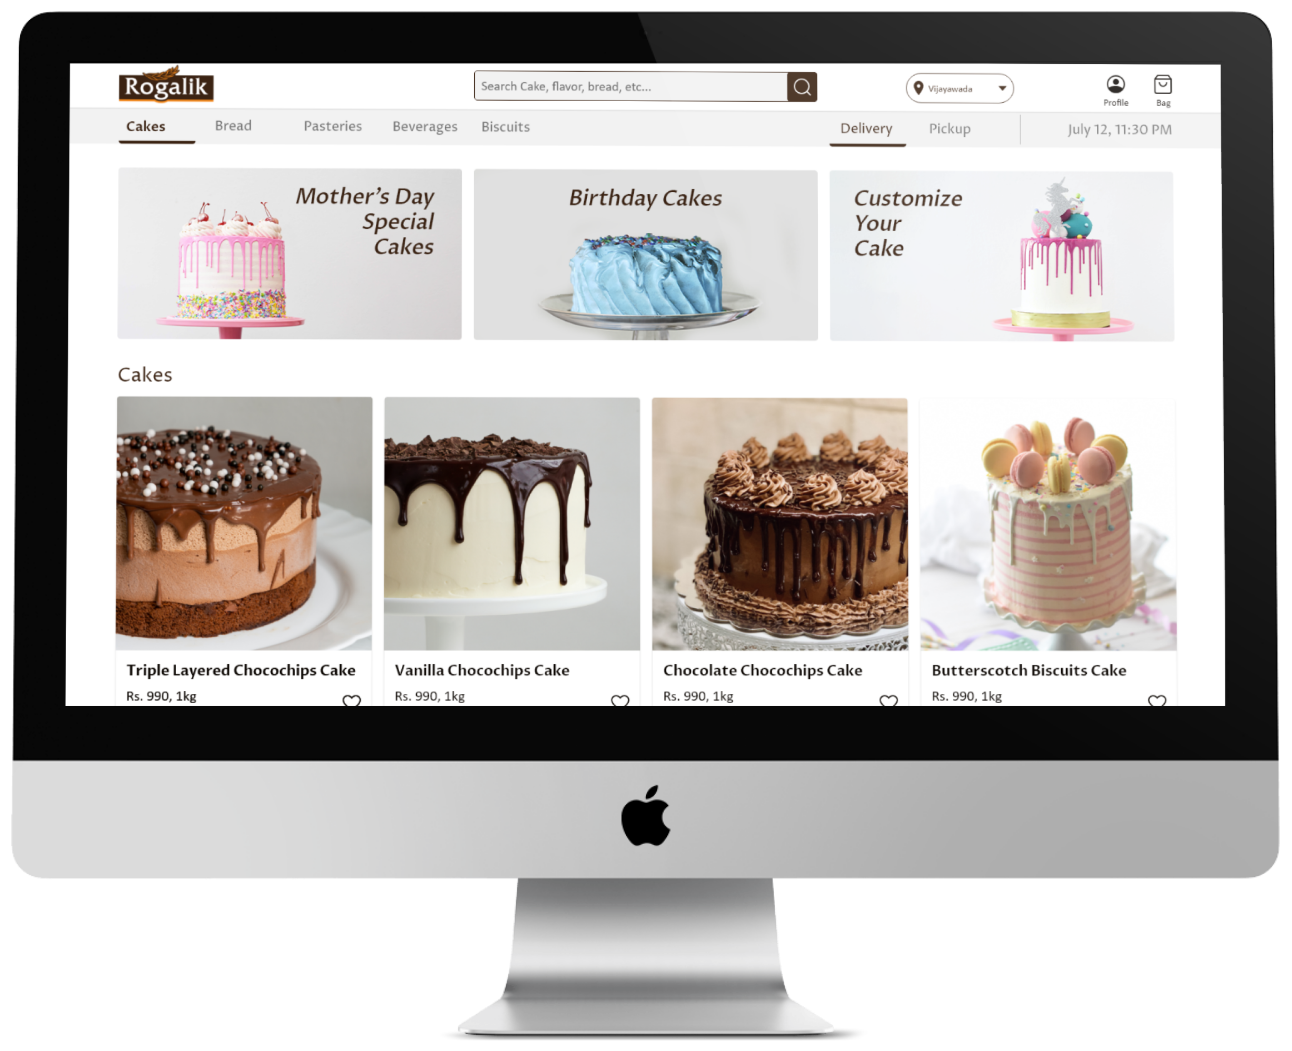 Rogalik
Search Cake, flavor, bread, etc...
Vijayawada
Profile
Bag
Cakes
Bread
Pasteries
Beverages
Biscuits
Delivery
Pickup
July 12, 11:30 PM
Mother's Day
Special
Cakes
Birthday Cakes
Customize
Your
Cake
Cakes
Triple Layered Chocochips Cake
Rs. 990, 1kg
Vanilla Chocochips Cake
Rs. 990, 1kg
Chocolate Chocochips Cake
Rs. 990, 1kg
Butterscotch Biscuits Cake
Rs. 990, 1kg